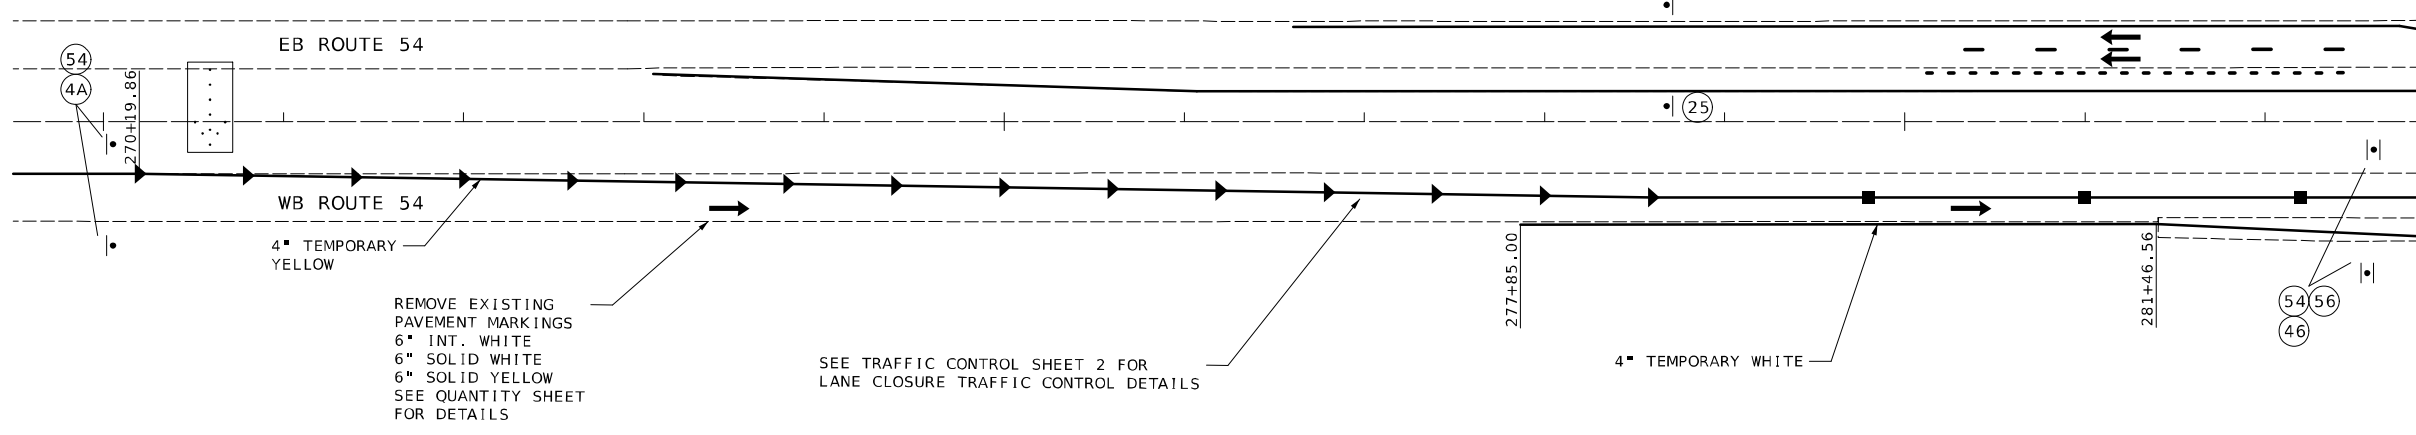 EB ROUTE 54
54
4A
270+19.86
25
WB ROUTE 54
4" TEMPORARY
YELLOW
REMOVE EXISTING
PAVEMENT MARKINGS
6" INT. WHITE
6" SOLID WHITE
6" SOLID YELLOW
SEE QUANTITY SHEET
FOR DETAILS
SEE TRAFFIC CONTROL SHEET 2 FOR
LANE CLOSURE TRAFFIC CONTROL DETAILS
277+85.00
4" TEMPORARY WHITE
281+46.56
54 56
46